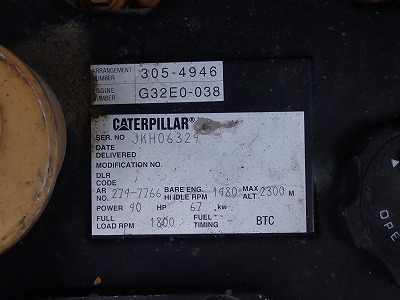 ARRANGEMENT NUMBER 305-4946
ENGINE NUMBER G32E0-038
CATERPILLAR®
SER. NO JKH06329
DATE
DELIVERED
MODIFICATION NO.
DLR
CODE
AR NO. 279-7766 BARE ENG. HI IDLE RPM 1980 MAX ALT 2300 M
POWER 90 HP 67 kw
FULL LOAD RPM 1800 FUEL TIMING - BTC
OPE